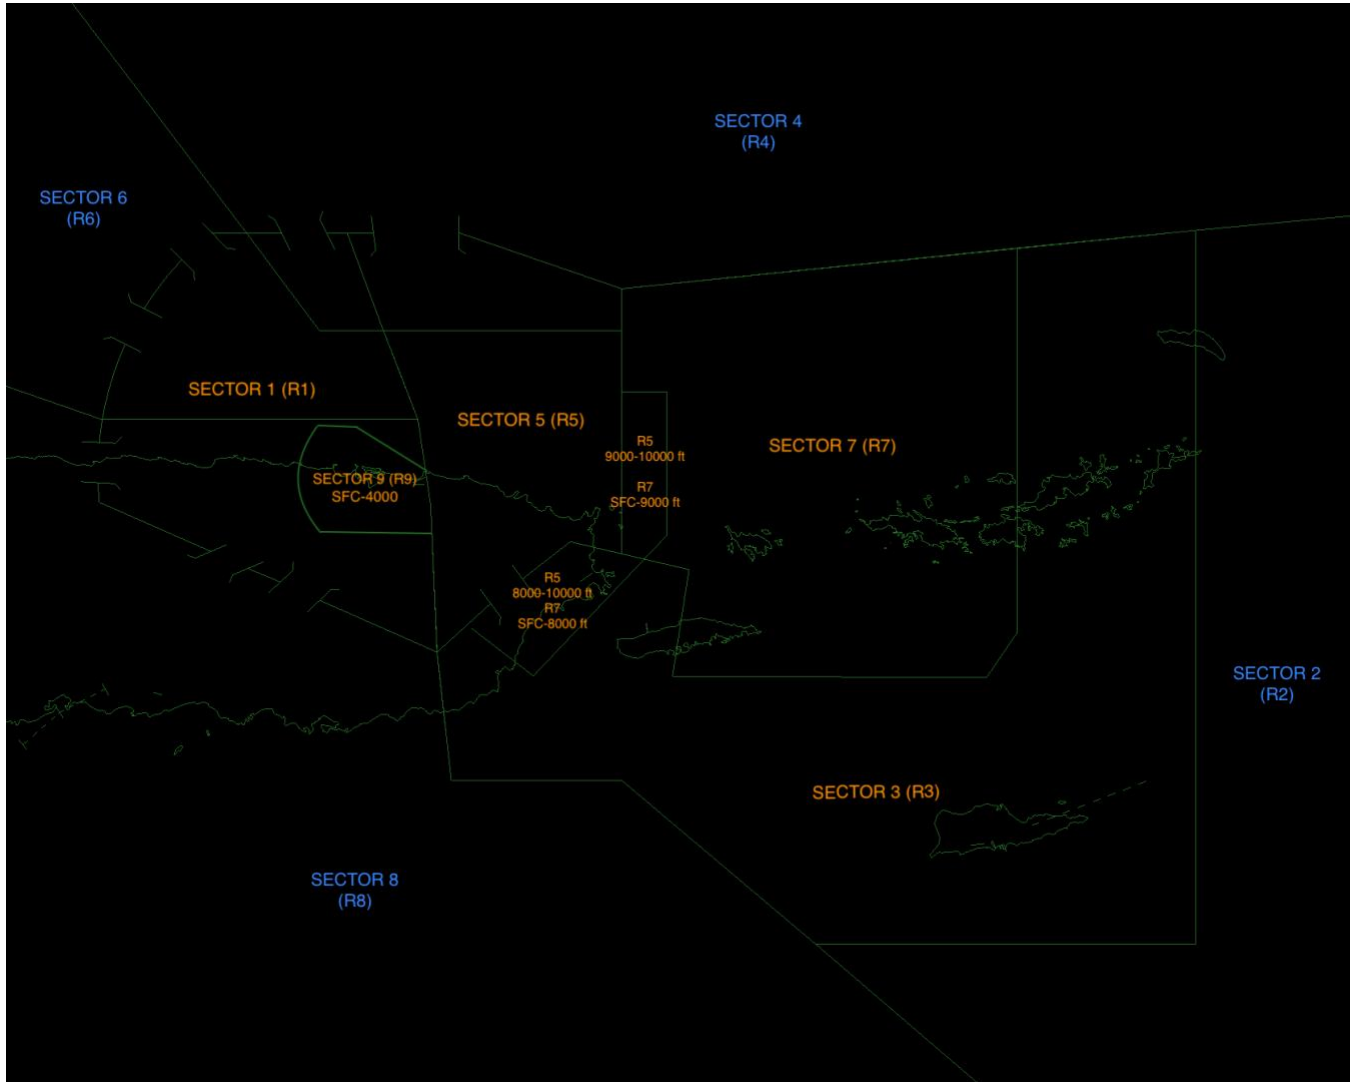 SECTOR 4
(R4)
SECTOR 6
(R6)
SECTOR 1 (R1)
SECTOR 5 (R5)
R5
9000-10000 ft
R7
SFC-9000 ft
SECTOR 7 (R7)
SECTOR 9 (R9)
SFC-4000
R5
8000-10000 ft
R7
SFC-8000 ft
SECTOR 2
(R2)
SECTOR 3 (R3)
SECTOR 8
(R8)